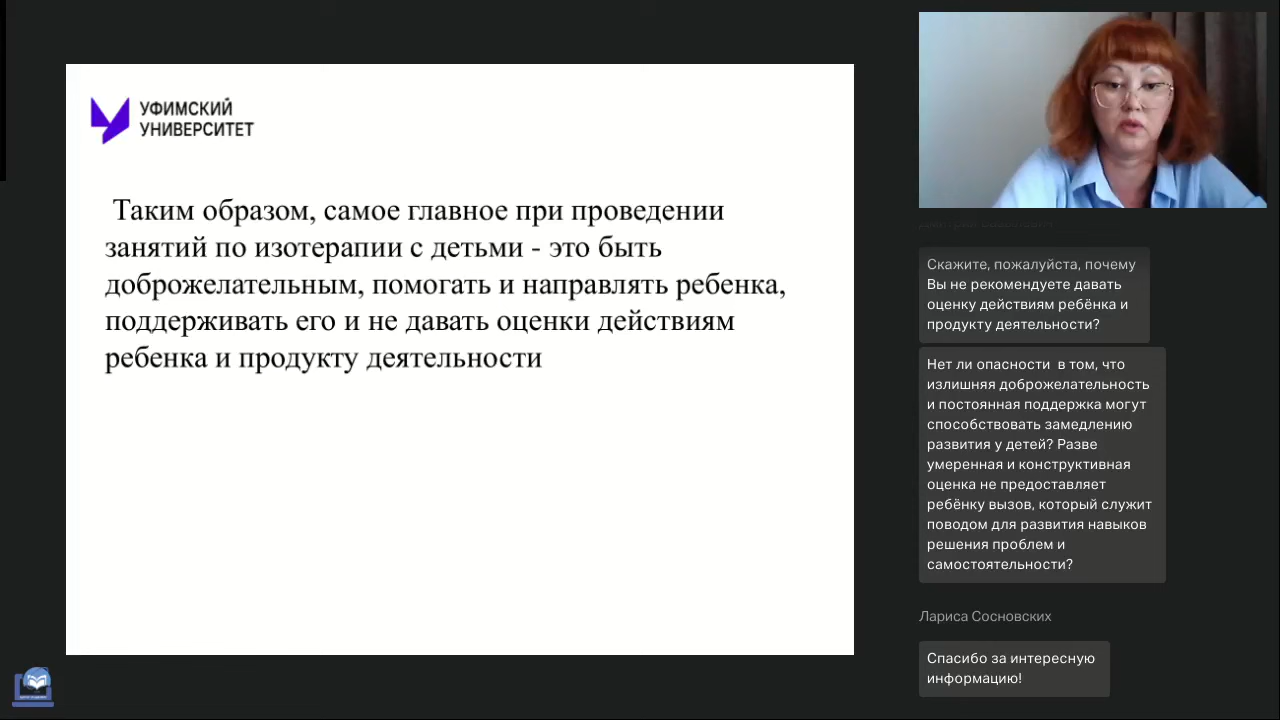 УФИМСКИЙ
УНИВЕРСИТЕТ
Таким образом, самое главное при проведении
занятий по изотерапии с детьми - это быть
доброжелательным, помогать и направлять ребенка,
поддерживать его и не давать оценки действиям
ребенка и продукту деятельности
Скажите, пожалуйста, почему
Вы не рекомендуете давать
оценку действиям ребёнка и
продукту деятельности?
Нет ли опасности  в том, что
излишняя доброжелательность
и постоянная поддержка могут
способствовать замедлению
развития у детей? Разве
умеренная и конструктивная
оценка не предоставляет
ребёнку вызов, который служит
поводом для развития навыков
решения проблем и
самостоятельности?
Лариса Сосновских
Спасибо за интересную
информацию!